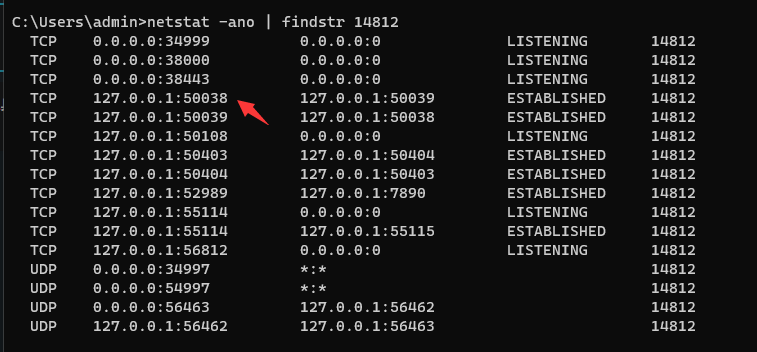 C:\Users\admin>netstat -ano | findstr 14812
TCP 0.0.0.0:34999 0.0.0.0:0 LISTENING 14812
TCP 0.0.0.0:38000 0.0.0.0:0 LISTENING 14812
TCP 0.0.0.0:38443 0.0.0.0:0 LISTENING 14812
TCP 127.0.0.1:50038 127.0.0.1:50039 ESTABLISHED 14812
TCP 127.0.0.1:50039 127.0.0.1:50038 ESTABLISHED 14812
TCP 127.0.0.1:50108 0.0.0.0:0 LISTENING 14812
TCP 127.0.0.1:50403 127.0.0.1:50404 ESTABLISHED 14812
TCP 127.0.0.1:50404 127.0.0.1:50403 ESTABLISHED 14812
TCP 127.0.0.1:52989 127.0.0.1:7890 ESTABLISHED 14812
TCP 127.0.0.1:55114 0.0.0.0:0 LISTENING 14812
TCP 127.0.0.1:55114 127.0.0.1:55115 ESTABLISHED 14812
TCP 127.0.0.1:56812 0.0.0.0:0 LISTENING 14812
UDP 0.0.0.0:34997 *:* 14812
UDP 0.0.0.0:54997 *:* 14812
UDP 0.0.0.0:56463 127.0.0.1:56462 14812
UDP 127.0.0.1:56462 127.0.0.1:56463 14812